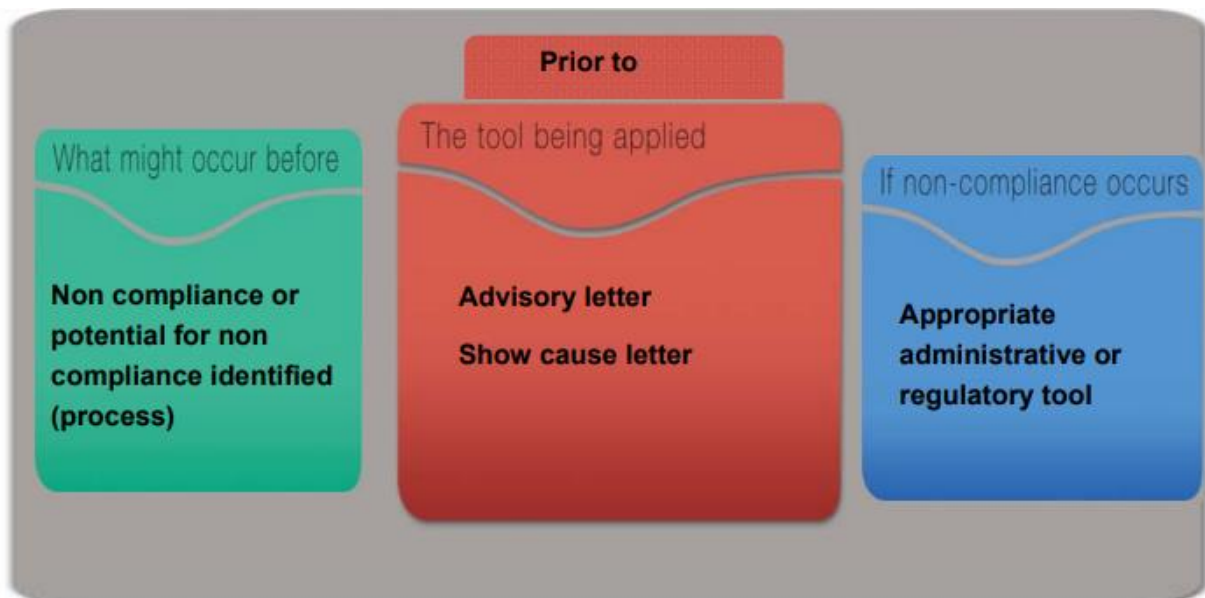 What might occur before
Non compliance or
potential for non
compliance identified
(process)
Prior to
The tool being applied
Advisory letter
Show cause letter
If non-compliance occurs
Appropriate
administrative or
regulatory tool